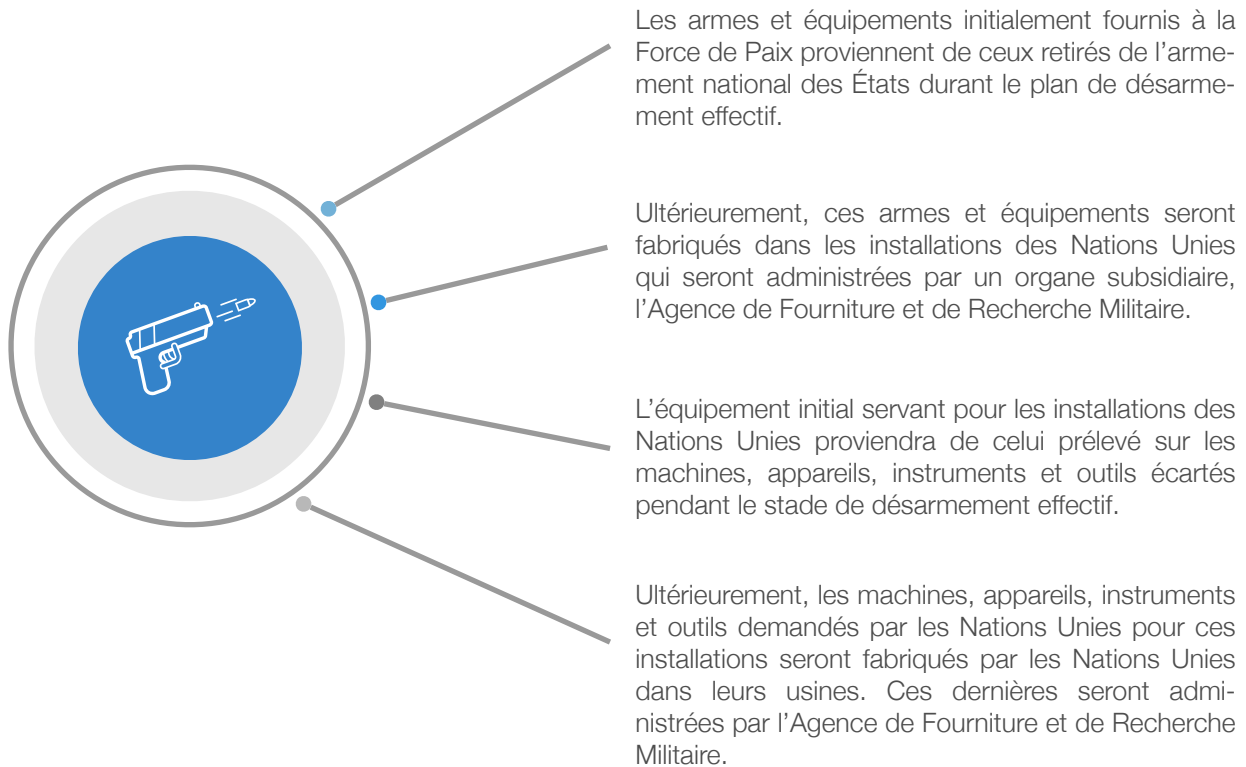 Les armes et équipements initialement fournis à la
Force de Paix proviennent de ceux retirés de l’arme-
ment national des États durant le plan de désarme-
ment effectif.
Ultérieurement, ces armes et équipements seront
fabriqués dans les installations des Nations Unies
qui seront administrées par un organe subsidiaire,
l’Agence de Fourniture et de Recherche Militaire.
L’équipement initial servant pour les installations des
Nations Unies proviendra de celui prélevé sur les
machines, appareils, instruments et outils écartés
pendant le stade de désarmement effectif.
Ultérieurement, les machines, appareils, instruments
et outils demandés par les Nations Unies pour ces
installations seront fabriqués par les Nations Unies
dans leurs usines. Ces dernières seront admi-
nistrées par l’Agence de Fourniture et de Recherche
Militaire.